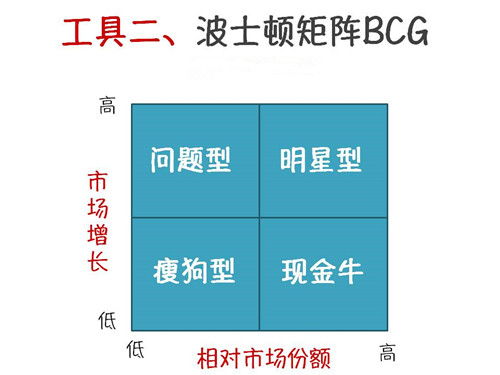 工具二、波士顿矩阵BCG
高
问题型 明星型
市场增长
瘦狗型 现金牛
低
低 相对市场份额 高